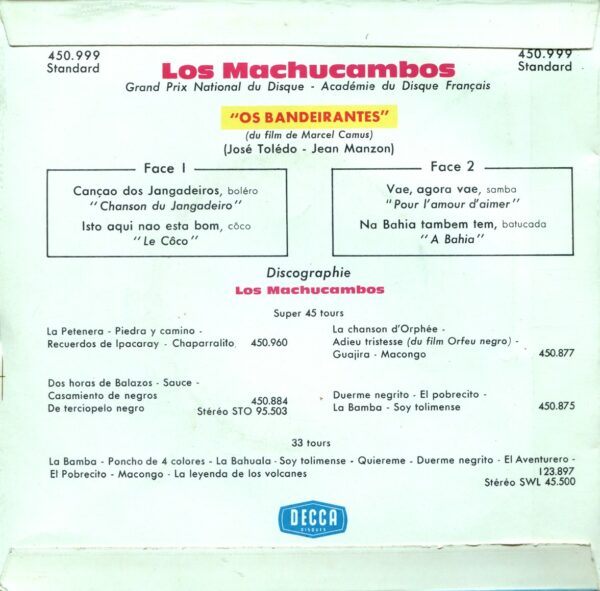 450.999
Standard
450.999
Standard
Los Machucambos
Grand Prix National du Disque - Académie du Disque Français
"OS BANDEIRANTES"
(du film de Marcel Camus)
(José Tolédo - Jean Manzon)
Face 1
Cançao dos Jangadeiros, boléro
"Chanson du Jangadeiro"
Isto aqui nao esta bom, côco
"Le Côco"
Face 2
Vae, agora vae, samba
"Pour l'amour d'aimer"
Na Bahia tambem tem, batucada
"A Bahia"
Discographie
Los Machucambos
Super 45 tours
La Petenera - Piedra y camino -
Recuerdos de Ipacaray - Chaparralito 450.960
La chanson d'Orphée -
Adieu tristesse (du film Orfeu negro) -
Guajira - Macongo 450.877
Dos horas de Balazos - Sauce -
Casamiento de negros 450.884
De terciopelo negro Stéréo STO 95.503
Duerme negrito - El pobrecito -
La Bamba - Soy tolimense 450.875
33 tours
La Bamba - Poncho de 4 colores - La Bahuala - Soy tolimense - Quiereme - Duerme negrito - El Aventurero -
El Pobrecito - Macongo - La leyenda de los volcanes 123.897
Stéréo SWL 45.500
DECCA
DISQUES